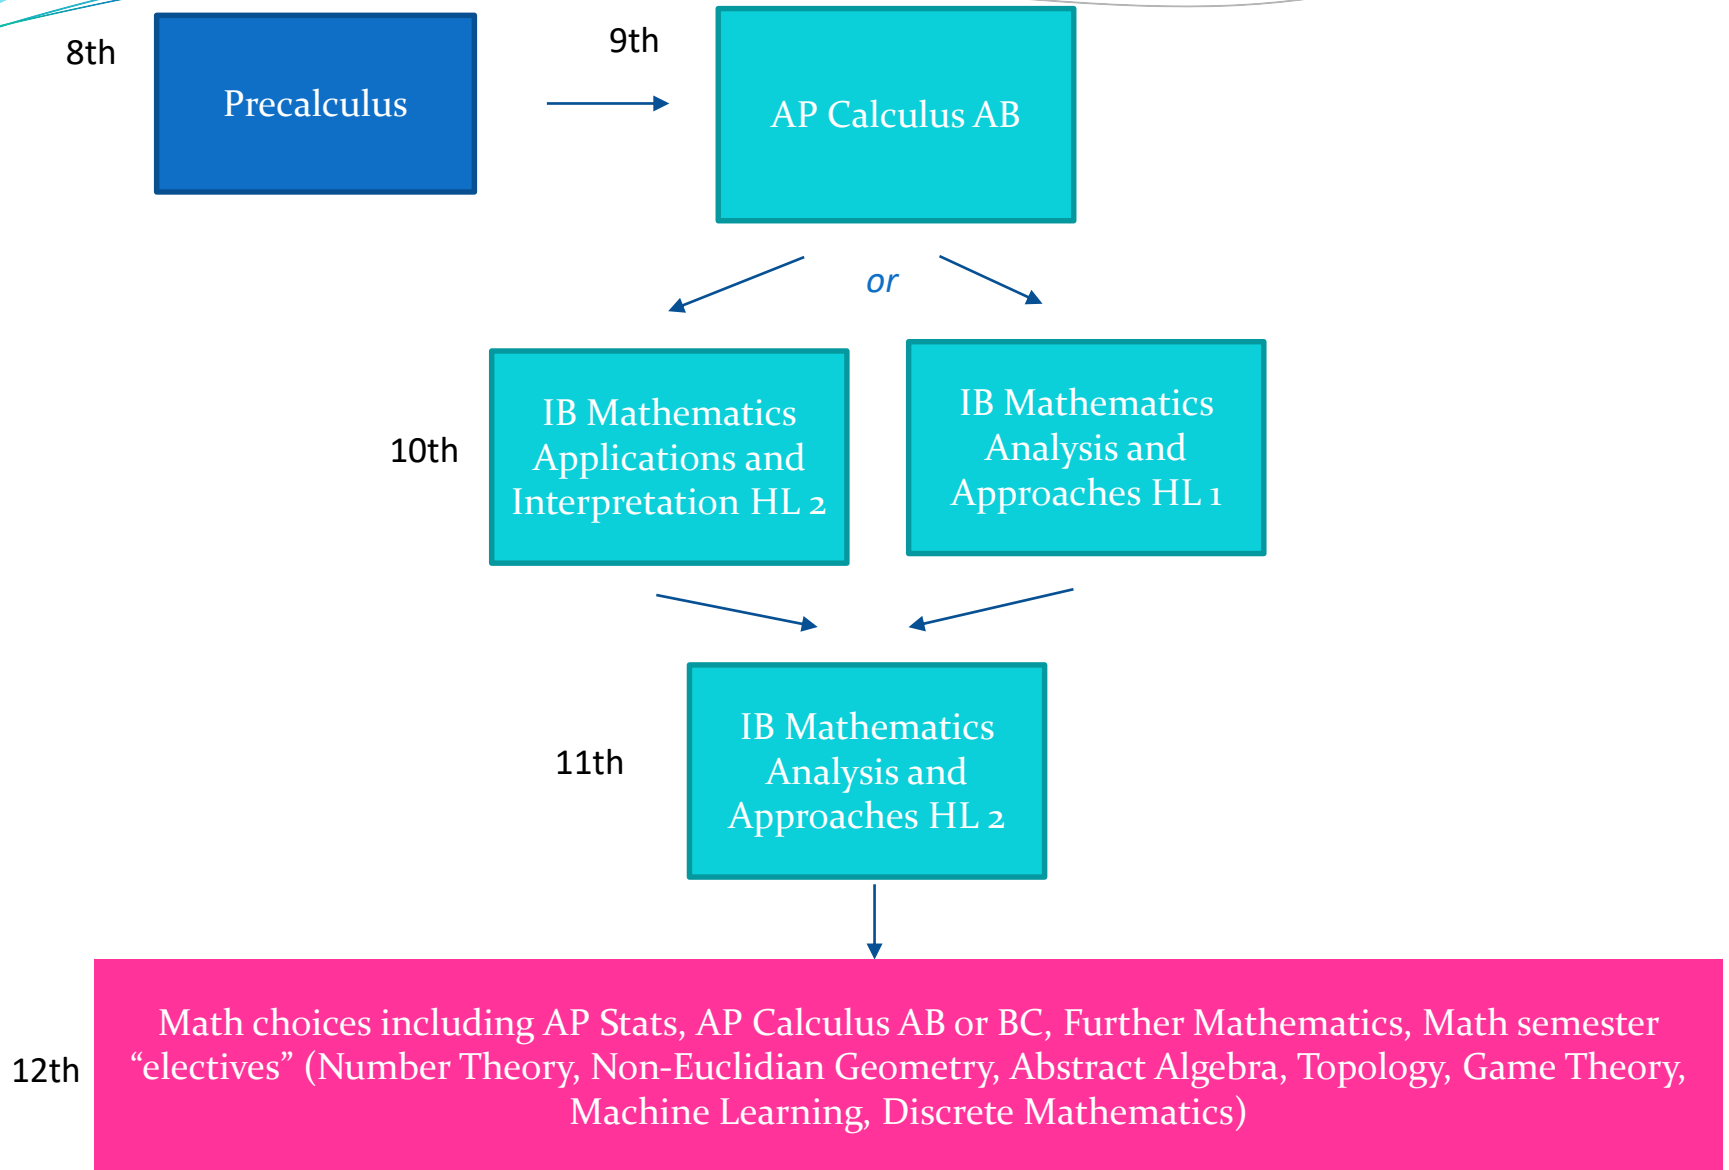 8th
Precalculus
9th
AP Calculus AB
or
10th
IB Mathematics
Applications and
Interpretation HL 2
IB Mathematics
Analysis and
Approaches HL 1
11th
IB Mathematics
Analysis and
Approaches HL 2
12th
Math choices including AP Stats, AP Calculus AB or BC, Further Mathematics, Math semester
“electives” (Number Theory, Non-Euclidian Geometry, Abstract Algebra, Topology, Game Theory,
Machine Learning, Discrete Mathematics)